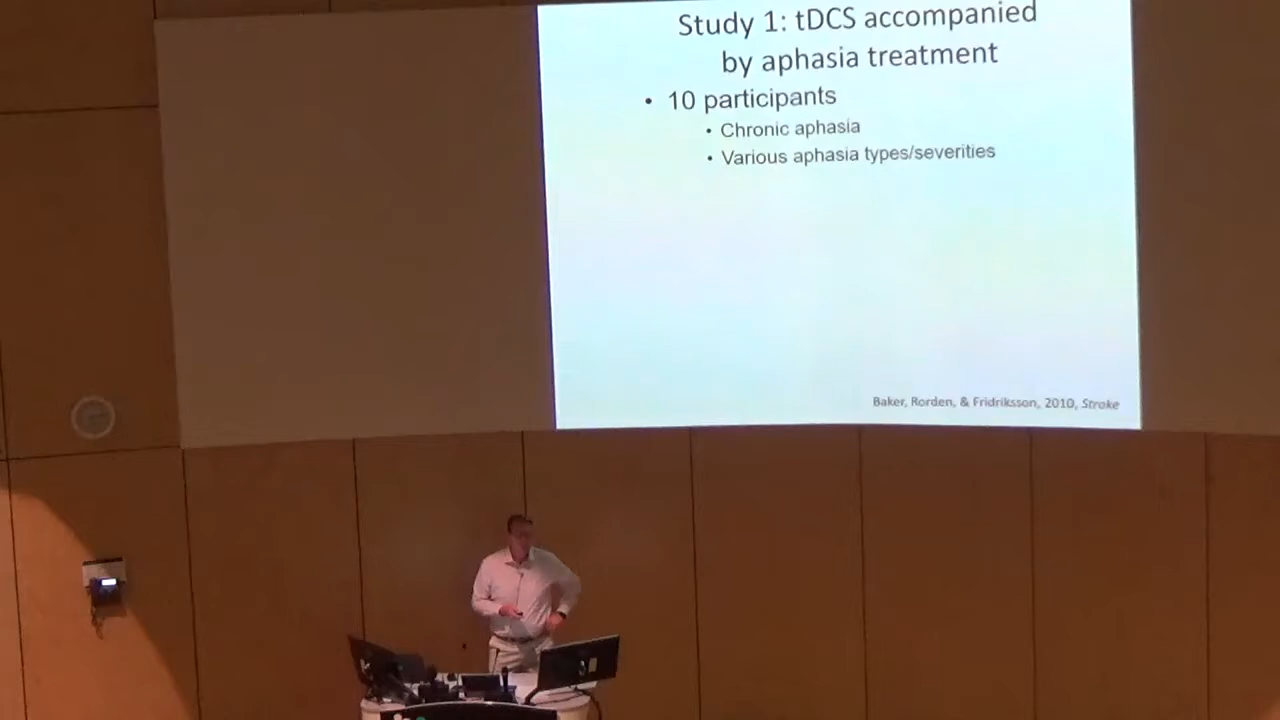 Study 1: tDCS accompanied
by aphasia treatment
• 10 participants
• Chronic aphasia
• Various aphasia types/severities
Baker, Rorden, & Fridriksson, 2010, Stroke